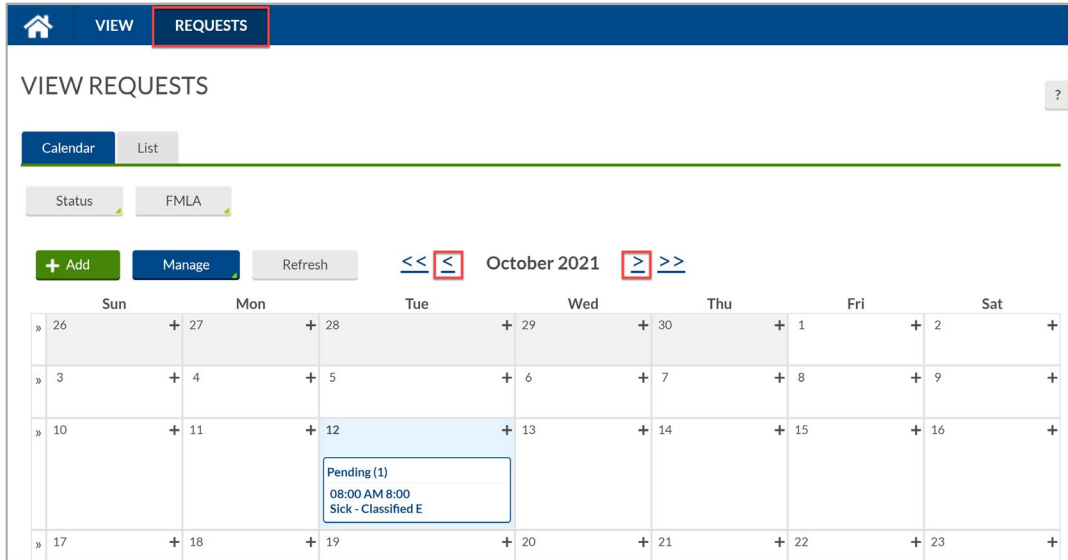 VIEW REQUESTS
VIEW REQUESTS
?
Calendar List
Status FMLA
+ Add Manage Refresh << < October 2021 > >>
Sun Mon Tue Wed Thu Fri Sat
» 26 + 27 + 28 + 29 + 30 + 1 + 2 +
» 3 + 4 + 5 + 6 + 7 + 8 + 9 +
» 10 + 11 + 12 + 13 + 14 + 15 + 16 +
Pending (1)
08:00 AM 8:00
Sick - Classified E
» 17 + 18 + 19 + 20 + 21 + 22 + 23 +